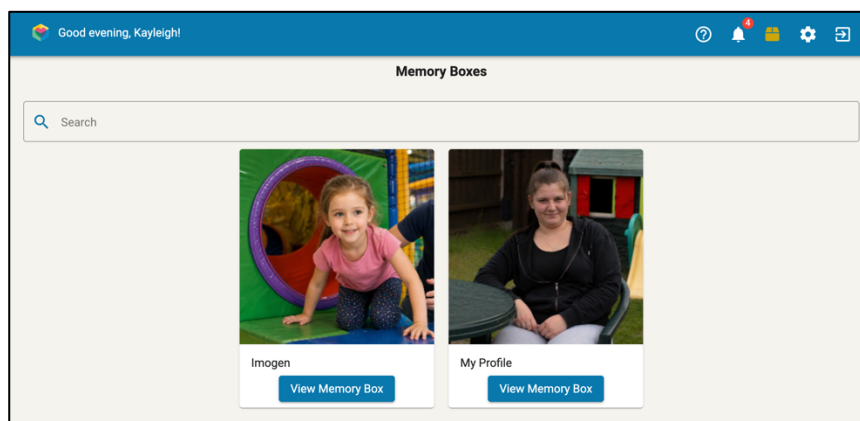 Good evening, Kayleigh!
4
Memory Boxes
Search
Imogen
My Profile
View Memory Box
View Memory Box